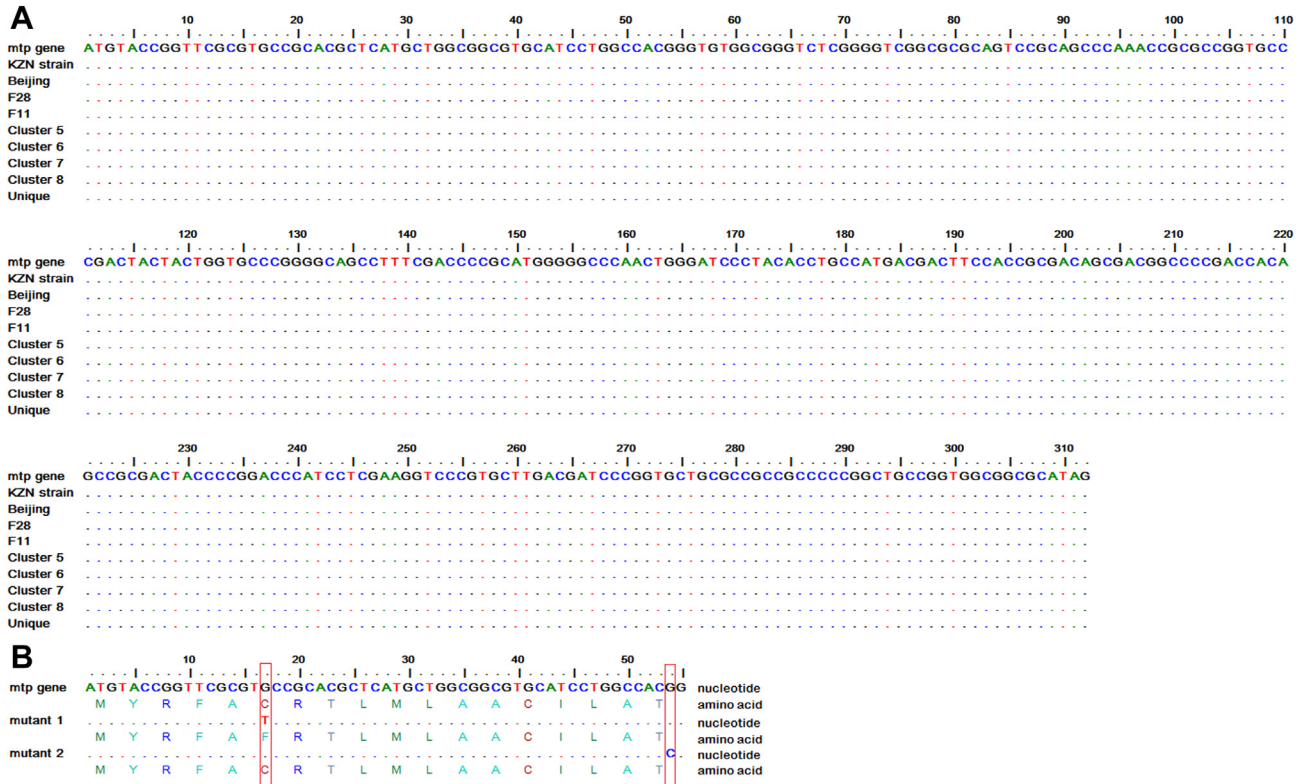 A
10 20 30 40 50 60 70 80 90 100 110
mtp gene ATGTACCGGTTCGCGTGCCGCACGCTCATGCTGGCGGCGTGCATCCTGGCCACGGGTGTGGCGGGTCTCGGGGTCGGCGCGCAGTCCGCAGCCCAAACCGCGCCGGTGCC
KZN strain
Beijing
F28
F11
Cluster 5
Cluster 6
Cluster 7
Cluster 8
Unique
120 130 140 150 160 170 180 190 200 210 220
mtp gene CGACTACTACTGGTGCCCGGGGCAGCCTTTCGACCCCGCATGGGGGCCCAACTGGGATCCCTACACCTGCCATGACGACTTCCACCGCGACAGCGACGGCCCCGACCACA
KZN strain
Beijing
F28
F11
Cluster 5
Cluster 6
Cluster 7
Cluster 8
Unique
230 240 250 260 270 280 290 300 310
mtp gene GCCGCGACTACCCCGGACCCATCCTCGAAGGTCCCGTGCTTGACGATCCCGGTGCTGCGCCGCCGCCCCCGGCTGCCGGTGGCGGCGCATAG
KZN strain
Beijing
F28
F11
Cluster 5
Cluster 6
Cluster 7
Cluster 8
Unique
B
10 20 30 40 50
mtp gene ATGTACCGGTTCGCGTGCCGCACGCTCATGCTGGCGGCGTGCATCCTGGCCACGG nucleotide
M Y R F A C R T L M L A A C I L A T amino acid
mutant 1 T nucleotide
M Y R F A F R T L M L A A C I L A T amino acid
mutant 2 C nucleotide
M Y R F A C R T L M L A A C I L A T amino acid